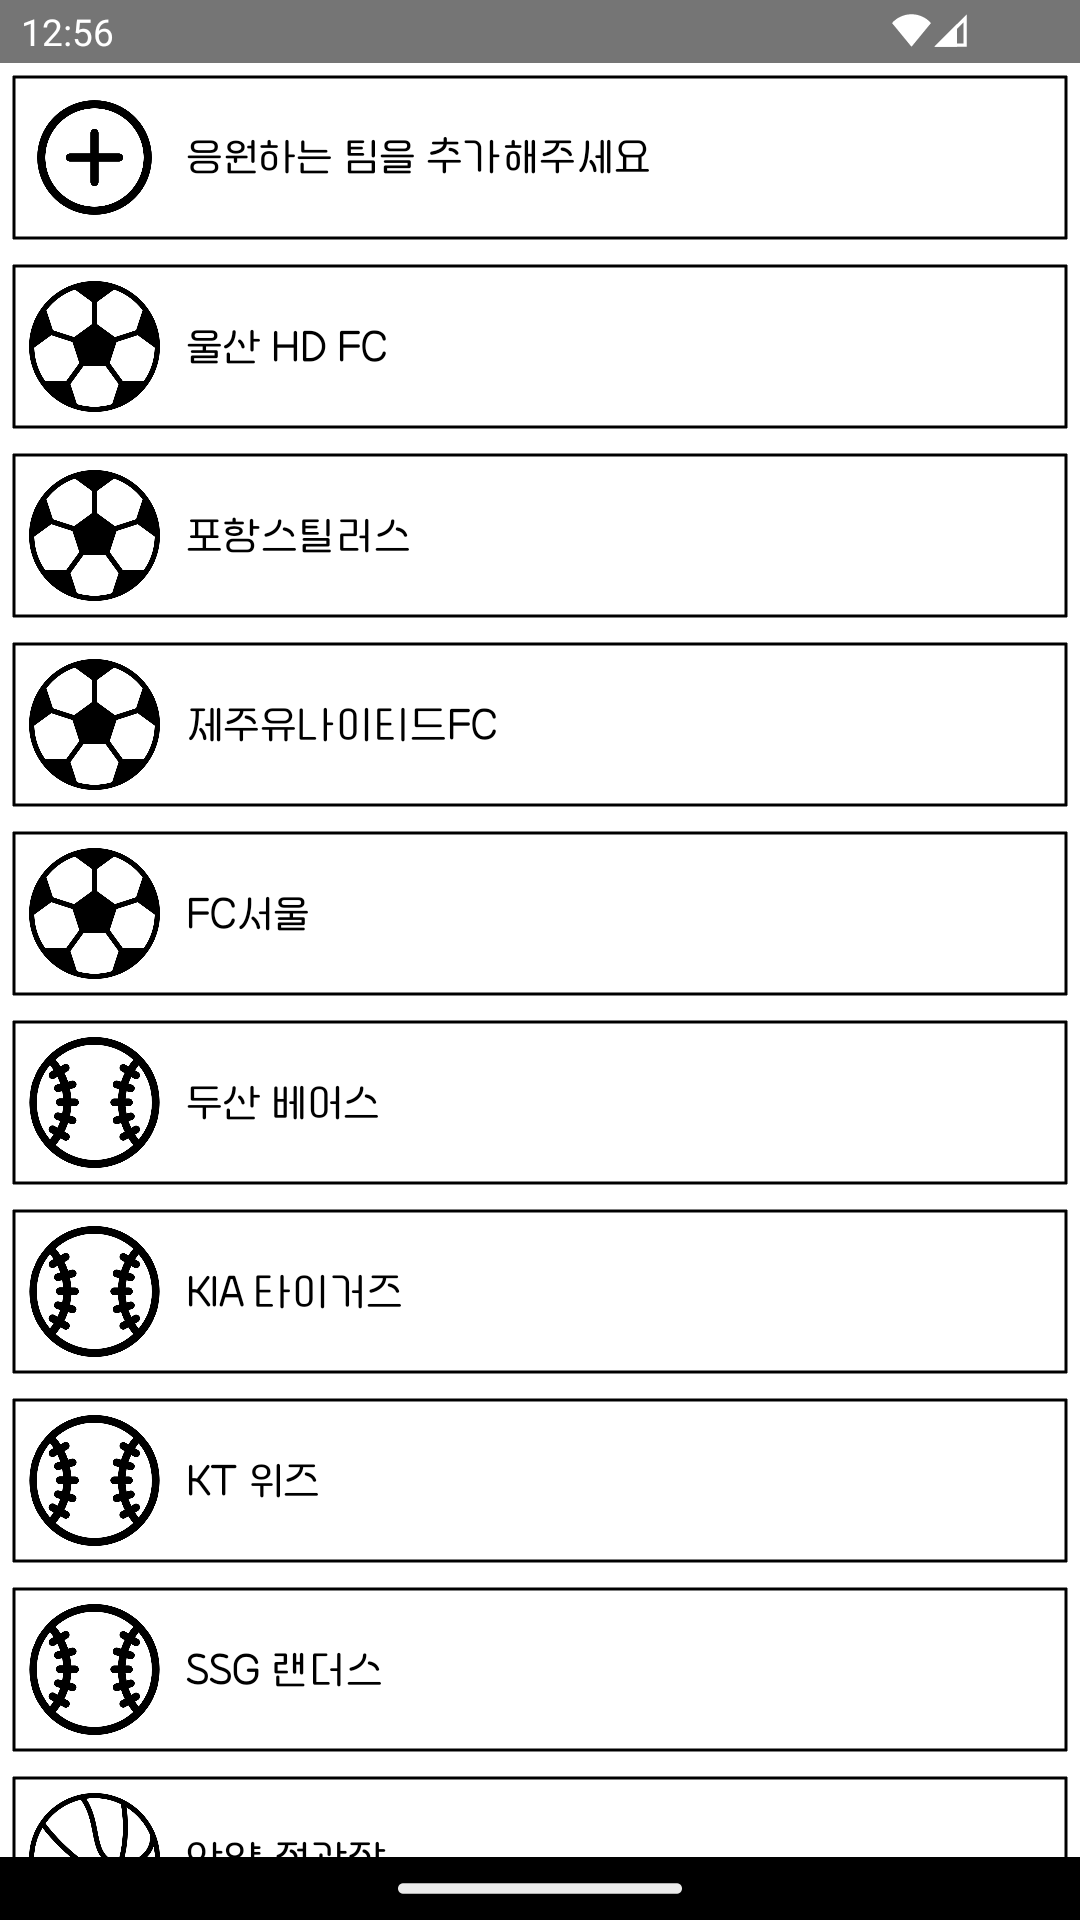 12:56
응원하는 팀을 추가해주세요
울산 HD FC
포항스틸러스
제주유나이티드FC
FC서울
두산 베어스
KIA 타이거즈
KT 위즈
SSG 랜더스